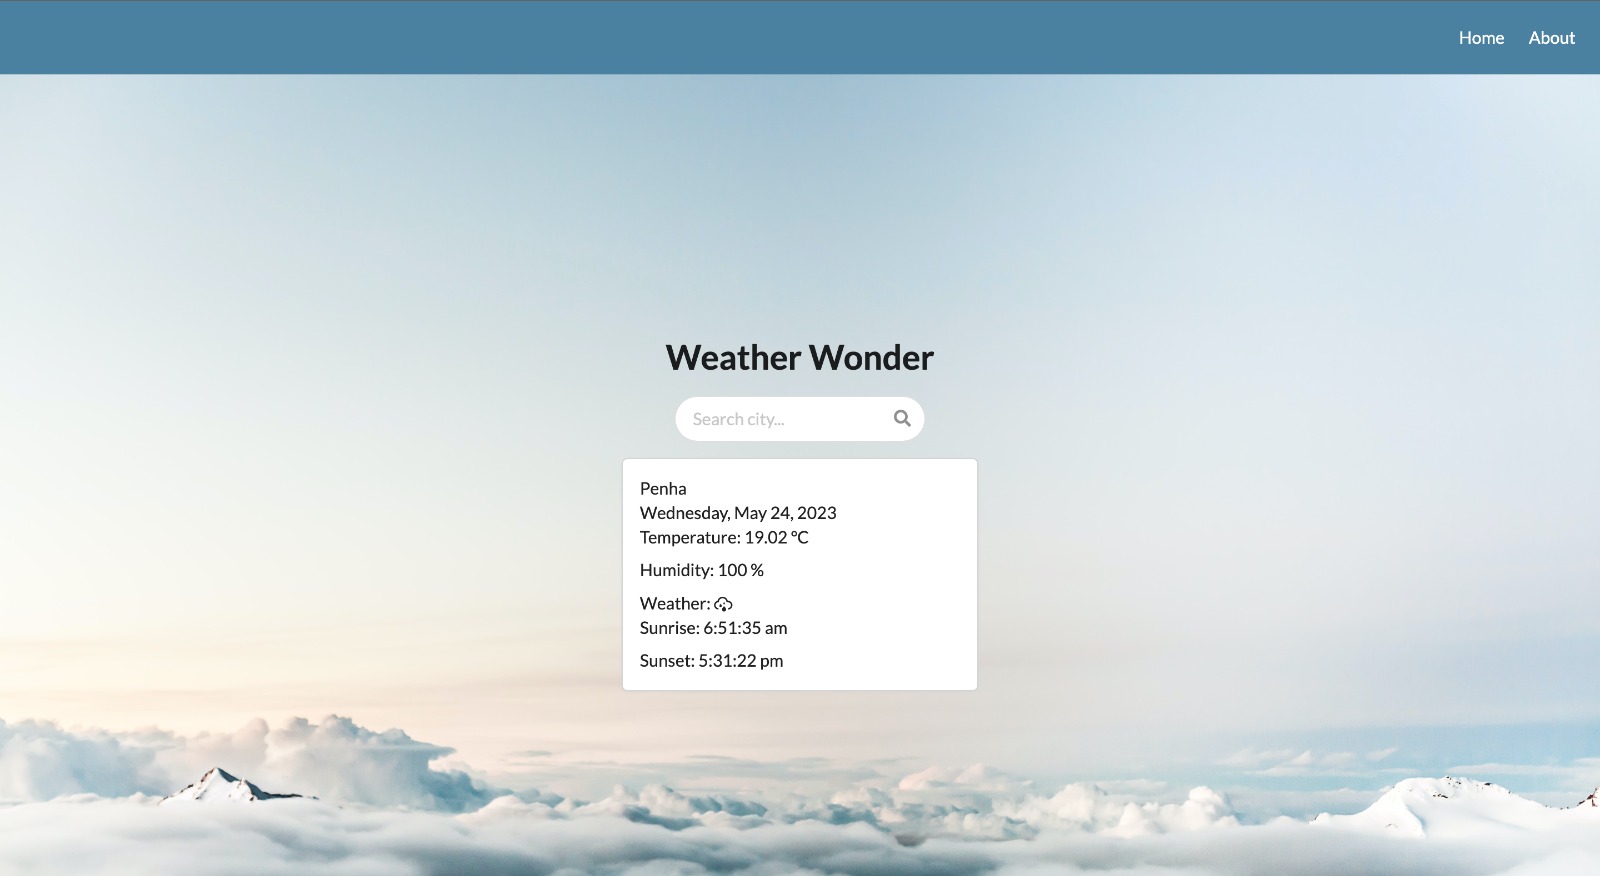 Home About
Weather Wonder
Search city...
Penha
Wednesday, May 24, 2023
Temperature: 19.02 °C
Humidity: 100 %
Weather:
Sunrise: 6:51:35 am
Sunset: 5:31:22 pm